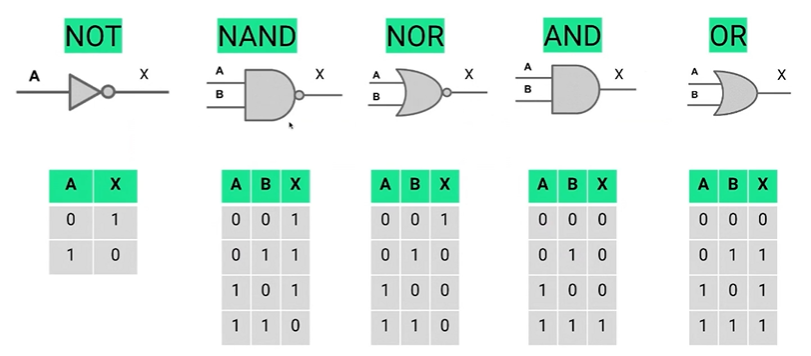 NOT NAND NOR AND OR
A X A X A X A X A X
B B B B
A X A B X A B X A B X A B X
0 1 0 0 1 0 0 1 0 0 0 0 0 0
1 0 0 1 1 0 1 0 0 1 0 0 1 1
1 0 1 1 0 0 1 0 0 1 0 1
1 1 0 1 1 0 1 1 1 1 1 1